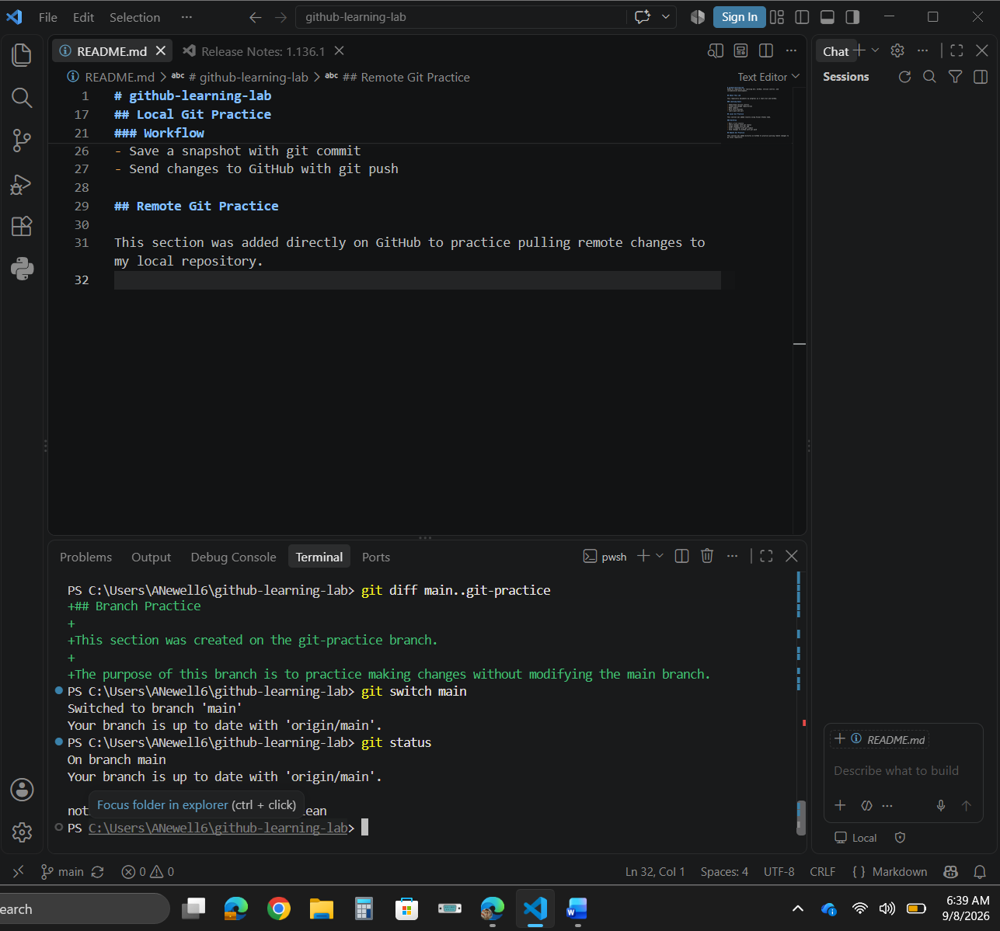 File Edit Selection ···
github-learning-lab
Sign In
README.md
Release Notes: 1.136.1
README.md > # github-learning-lab > ## Remote Git Practice
Text Editor
1 # github-learning-lab
17 ## Local Git Practice
21 ### Workflow
26 - Save a snapshot with git commit
27 - Send changes to GitHub with git push
28
29 ## Remote Git Practice
30
31 This section was added directly on GitHub to practice pulling remote changes to
my local repository.
32
Chat
Sessions
README.md
Describe what to build
Local
Problems Output Debug Console Terminal Ports
pwsh
PS C:\Users\ANewell6\github-learning-lab> git diff main..git-practice
+## Branch Practice
+
+This section was created on the git-practice branch.
+
+The purpose of this branch is to practice making changes without modifying the main branch.
PS C:\Users\ANewell6\github-learning-lab> git switch main
Switched to branch 'main'
Your branch is up to date with 'origin/main'.
PS C:\Users\ANewell6\github-learning-lab> git status
On branch main
Your branch is up to date with 'origin/main'.
Focus folder in explorer (ctrl + click)
PS C:\Users\ANewell6\github-learning-lab>
main 0 0
Ln 32, Col 1 Spaces: 4 UTF-8 CRLF { } Markdown
earch
6:39 AM
9/8/2026